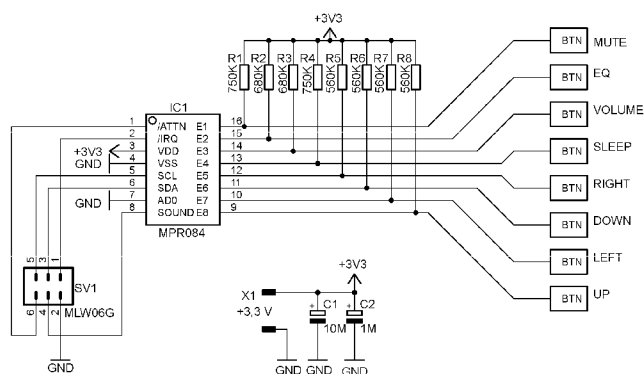 +3V3
R1 R2 R3 R4 R5 R6 R7 R8
750K 680K 680K 750K 560K 560K 560K 560K
BTN MUTE
BTN EQ
BTN VOLUME
BTN SLEEP
BTN RIGHT
BTN DOWN
BTN LEFT
BTN UP
IC1
1 /ATTN E1 16
2 /IRQ E2 15
+3V3 3 VDD E3 14
GND 4 VSS E4 13
5 SCL E5 12
6 SDA E6 11
GND 7 AD0 E7 10
8 SOUND E8 9
MPR084
5 3 1
SV1
6 4 2
MLW06G
GND
+3V3
X1
+3,3 V
+ C1
10M
+ C2
1M
GND GND GND